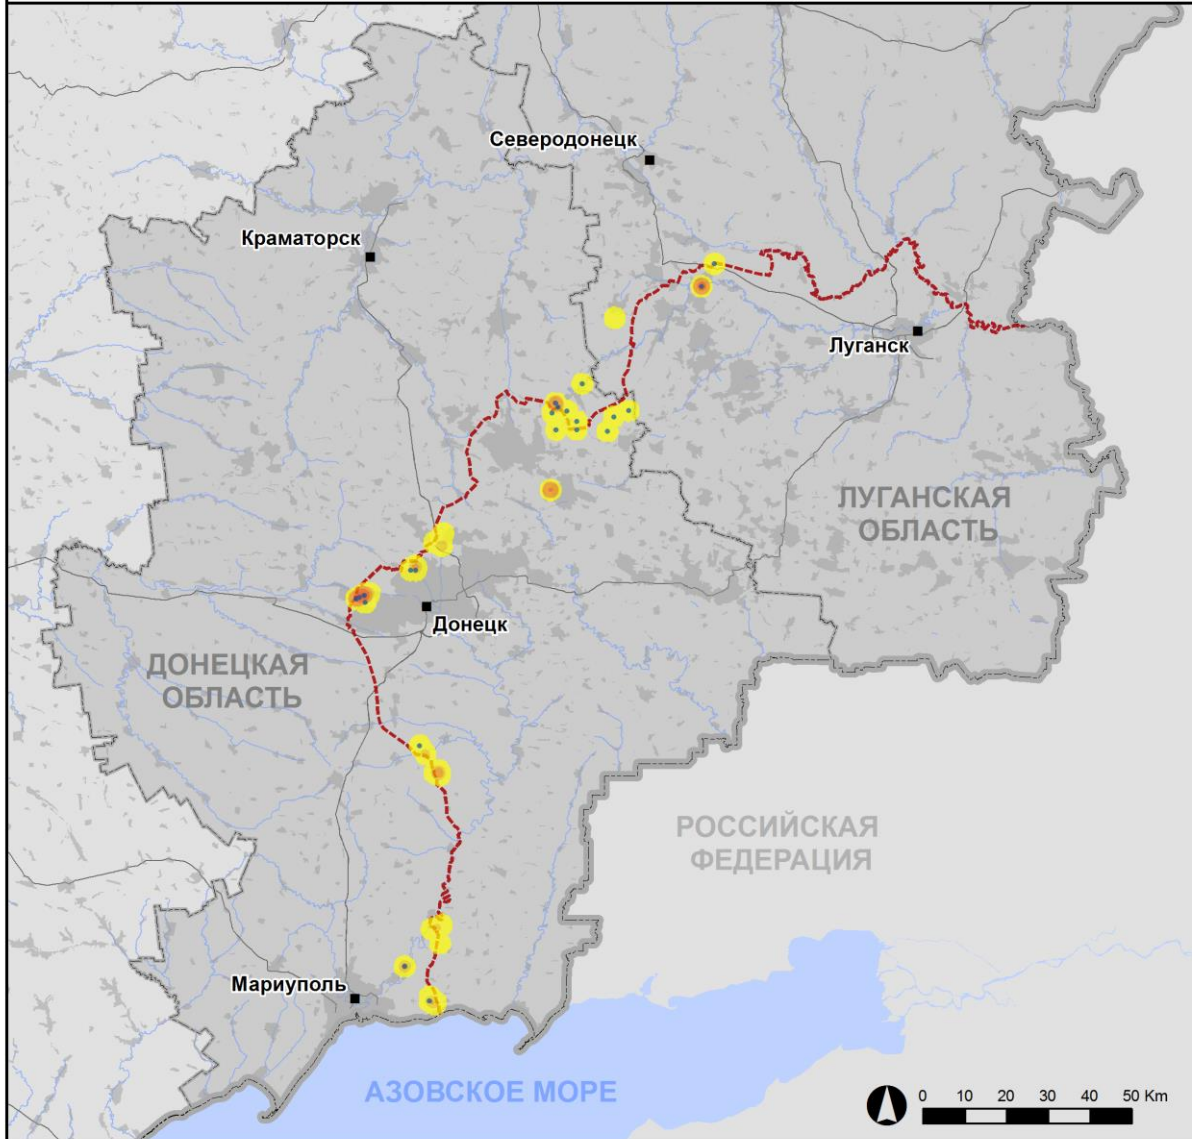 Северодонецк
Краматорск
Луганск
ЛУГАНСКАЯ
ОБЛАСТЬ
Донецк
ДОНЕЦКАЯ
ОБЛАСТЬ
РОССИЙСКАЯ
ФЕДЕРАЦИЯ
Мариуполь
АЗОВСКОЕ МОРЕ
0 10 20 30 40 50 Km